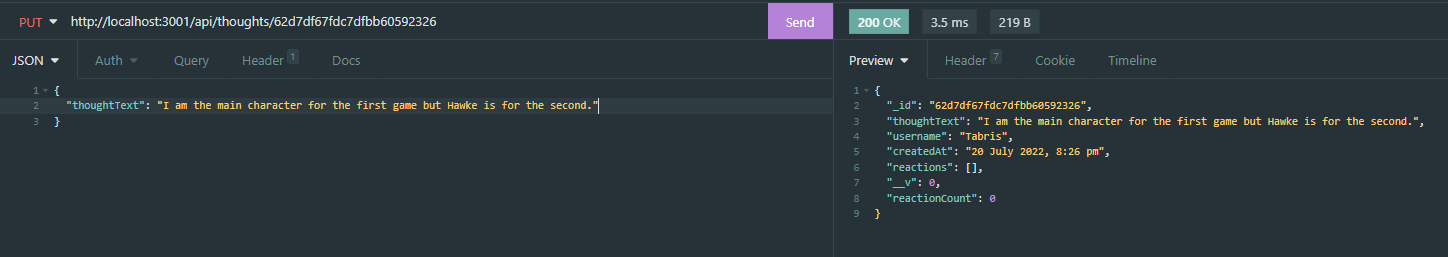 PUT http://localhost:3001/api/thoughts/62d7df67fdc7dfbb60592326 Send 200 OK 3.5 ms 219 B
JSON Auth Query Header 1 Docs Preview Header 7 Cookie Timeline
1 {
2 "thoughtText": "I am the main character for the first game but Hawke is for the second."
3 }
1 {
2 "_id": "62d7df67fdc7dfbb60592326",
3 "thoughtText": "I am the main character for the first game but Hawke is for the second.",
4 "username": "Tabris",
5 "createdAt": "20 July 2022, 8:26 pm",
6 "reactions": [],
7 "__v": 0,
8 "reactionCount": 0
9 }